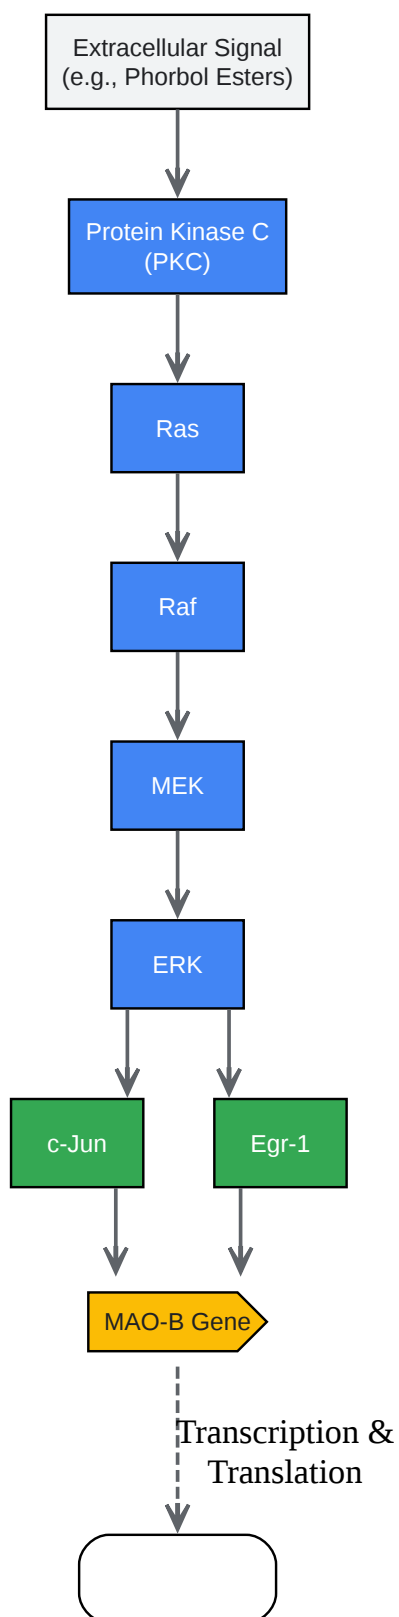 Extracellular Signal
(e.g., Phorbol Esters)
Protein Kinase C
(PKC)
Ras
Raf
MEK
ERK
c-Jun
Egr-1
MAO-B Gene
Transcription &
Translation